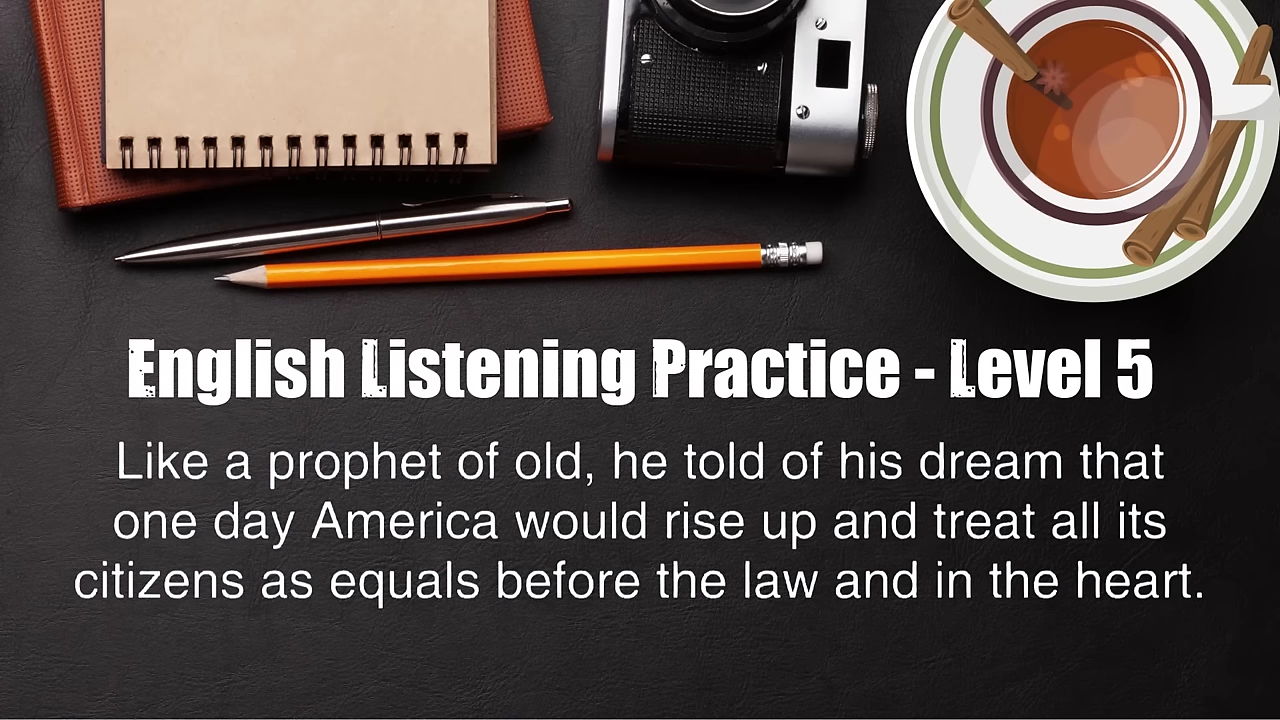 English Listening Practice - Level 5
Like a prophet of old, he told of his dream that
one day America would rise up and treat all its
citizens as equals before the law and in the heart.